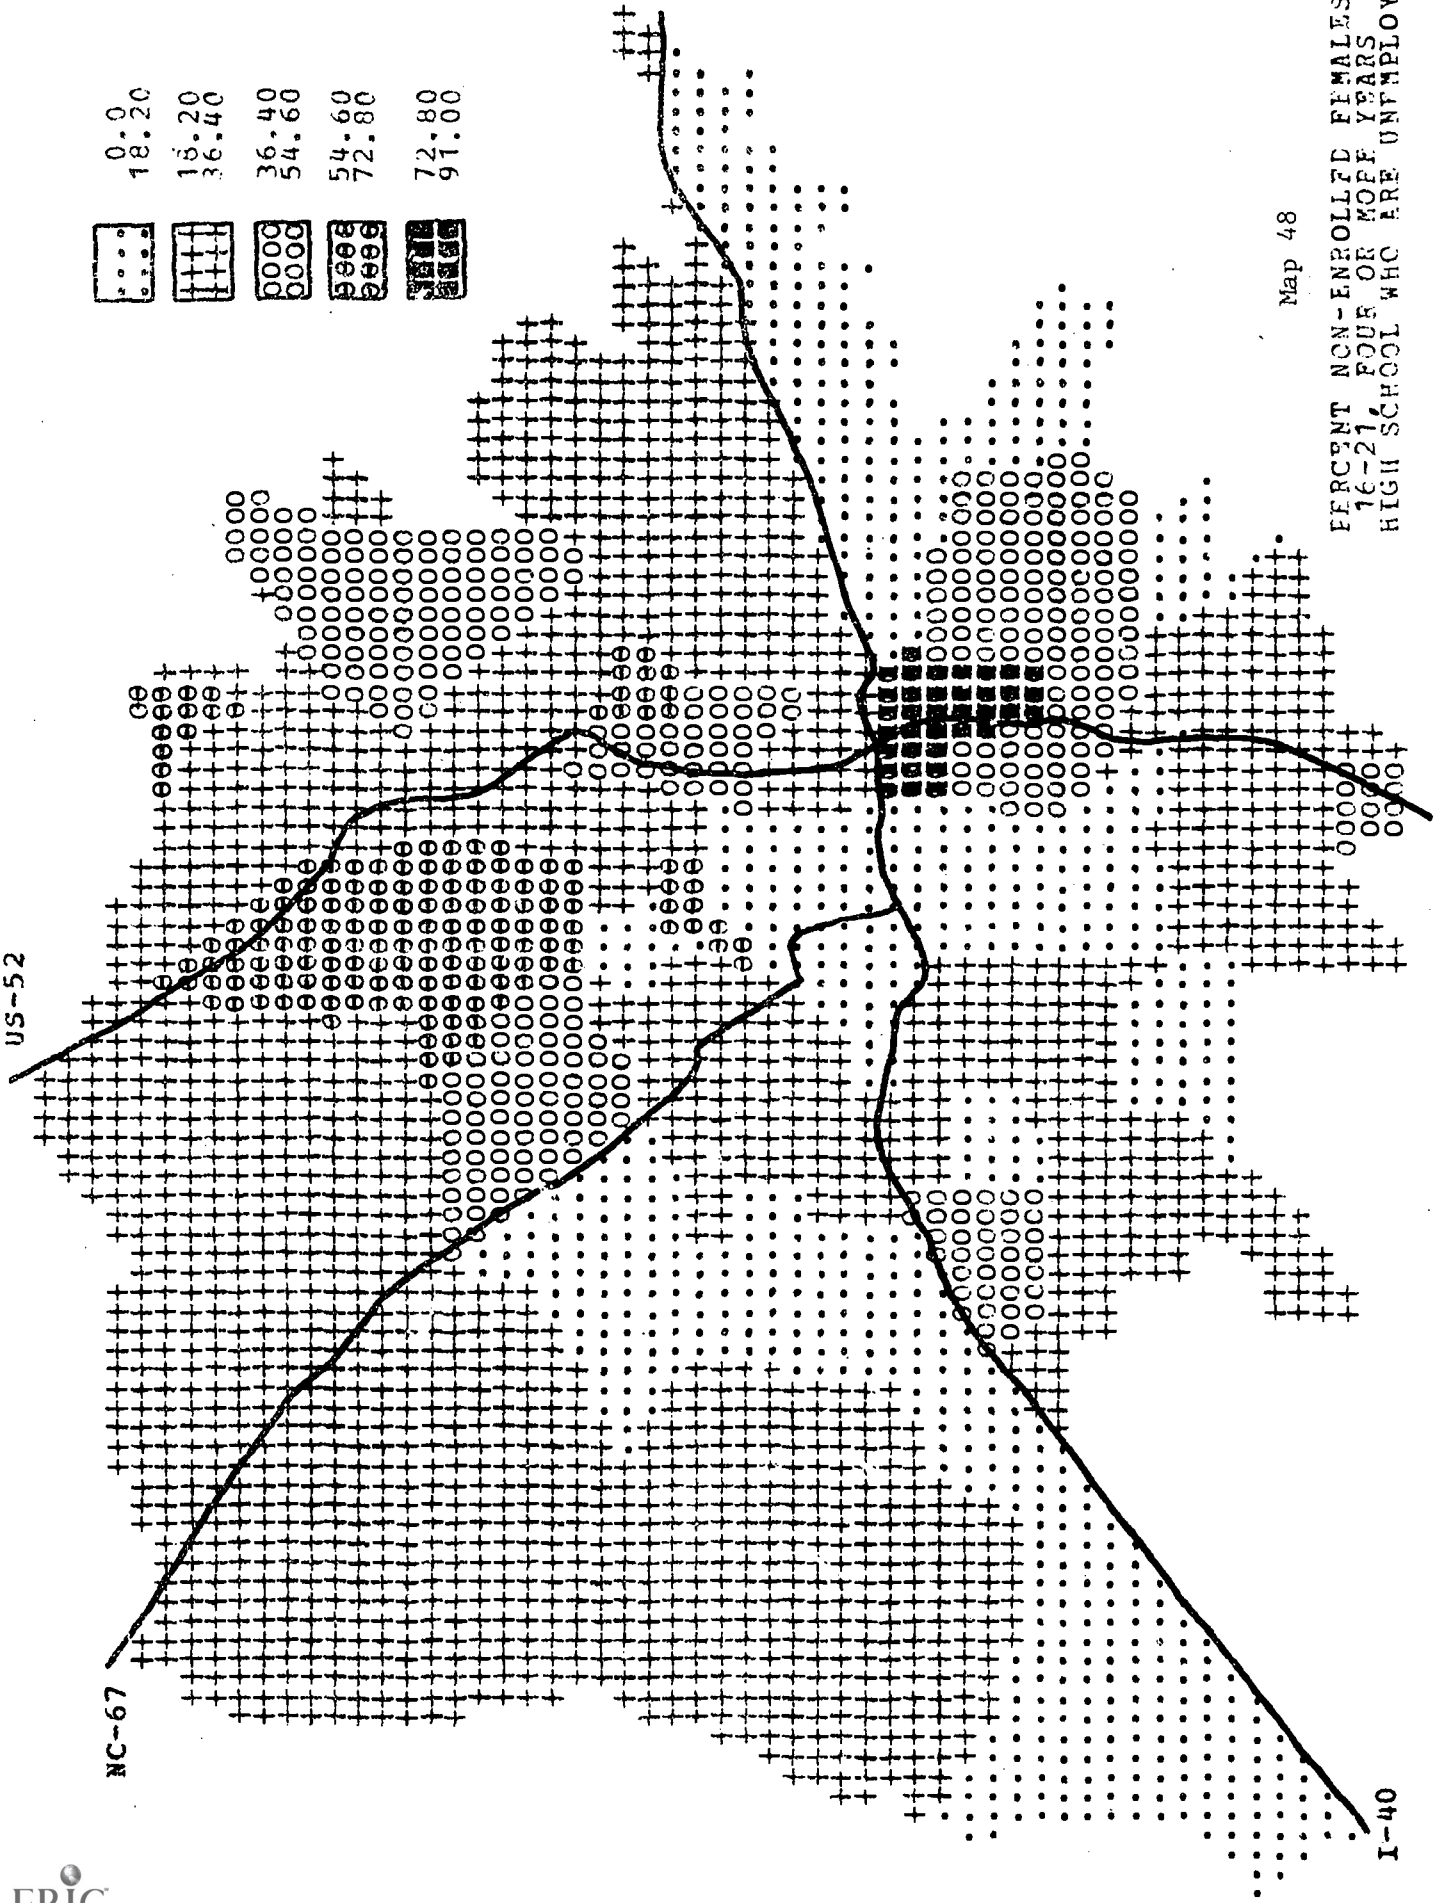 US-52
NC-67
I-40
0.0
18.20
18.20
36.40
36.40
54.60
54.60
72.80
72.80
91.00
Map 48
PERCENT NON-ENROLLED FEMALES
16-21, FOUR OR MORE YEARS
HIGH SCHOOL WHO ARE
ERIC